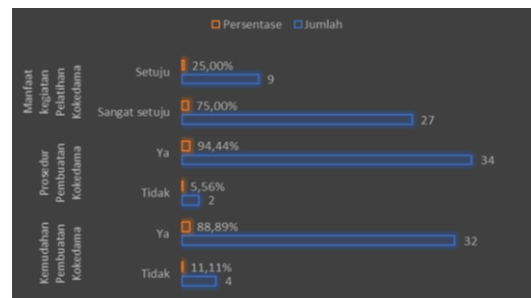 Persentase Jumlah
Manfaat
kegiatan
Pelatihan
Kokedama
Setuju
25,00%
9
Sangat setuju
75,00%
27
Prosedur
Pembuatan
Kokedama
Ya
94,44%
34
Tidak
5,56%
2
Kemudahan
Pembuatan
Kokedama
Ya
88,89%
32
Tidak
11,11%
4